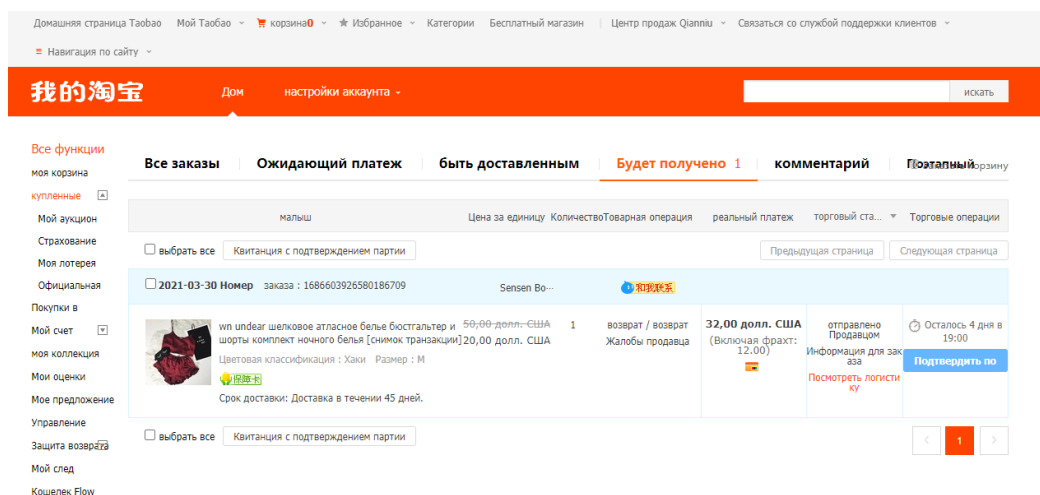 Домашняя страница Taobao Мой Таобао корзина0 Избранное Категории Бесплатный магазин Центр продаж Qianniu Связаться со службой поддержки клиентов
Навигация по сайту
我的淘宝 Дом настройки аккаунта искать
Все функции
моя корзина
купленные
Мой аукцион
Страхование
Моя лотерея
Официальная
Покупки в
Мой счет
моя коллекция
Мои оценки
Мое предложение
Управление
Защита возврата
Мой след
Кошелек Flow
Все заказы Ожидающий платеж быть доставленным Будет получено 1 комментарий Поэтапный корзину
малыш Цена за единицу Количество Товарная операция реальный платеж торговый ста... Торговые операции
выбрать все Квитанция с подтверждением партии Предыдущая страница Следующая страница
2021-03-30 Номер заказа : 1686603926580186709 Sensen Bo··· 和我联系
wn undear шелковое атласное белье бюстгальтер и
шорты комплект ночного белья [снимок транзакции]
Цветовая классификация : Хаки Размер : M
保障卡
Срок доставки: Доставка в течении 45 дней.
50,00 долл. США
20,00 долл. США
1
возврат / возврат
Жалобы продавца
32,00 долл. США
(Включая фрахт:
12.00)
отправлено
Продавцом
Информация для зак
аза
Посмотреть логисти
ку
Осталось 4 дня в
19:00
Подтвердить по
выбрать все Квитанция с подтверждением партии < 1 >